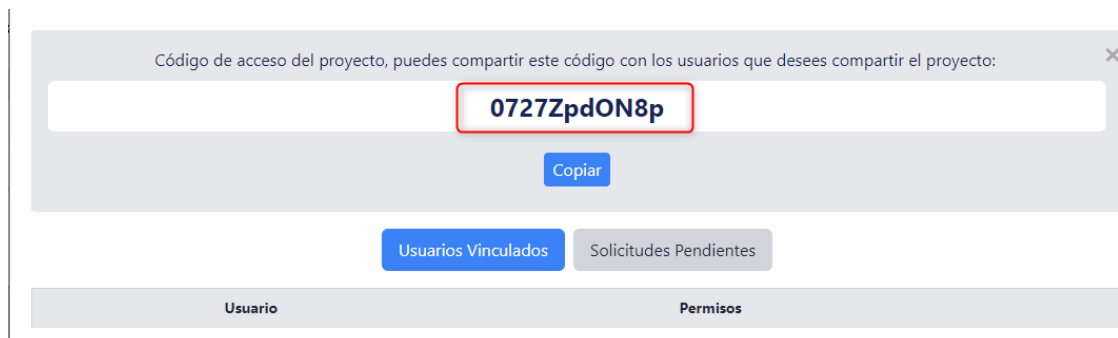 Código de acceso del proyecto, puedes compartir este código con los usuarios que desees compartir el proyecto:
0727ZpdON8p
Copiar
Usuarios Vinculados Solicitudes Pendientes
Usuario Permisos